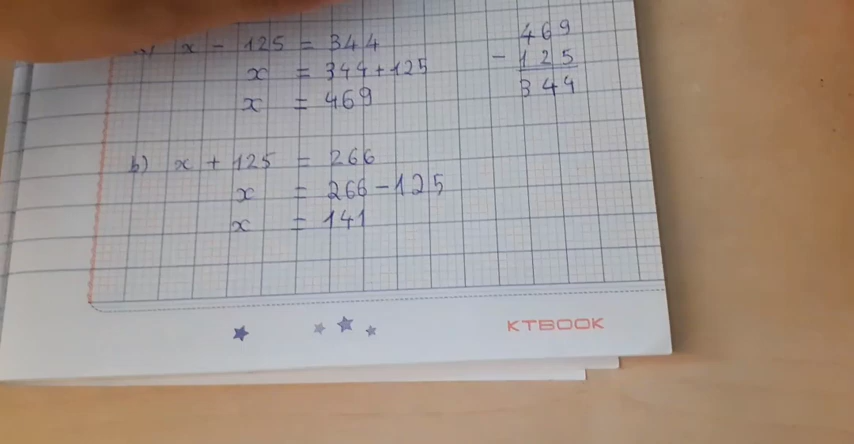 a) x - 125 = 344
x = 344 + 125
x = 469
469
- 125
344
b) x + 125 = 266
x = 266 - 125
x = 141
KTBOOK